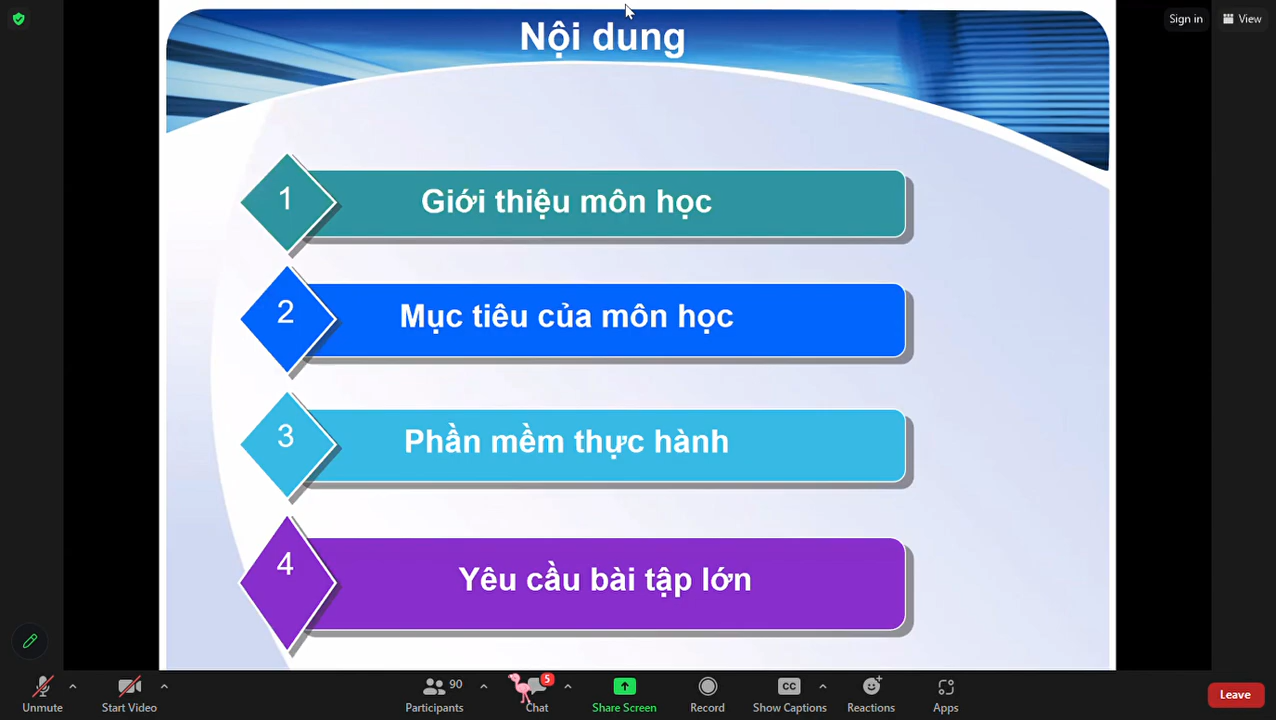 Nội dung
Sign in
View
1
Giới thiệu môn học
2
Mục tiêu của môn học
3
Phần mềm thực hành
4
Yêu cầu bài tập lớn
Unmute
Start Video
90
Participants
5
Chat
Share Screen
Record
CC
Show Captions
Reactions
Apps
Leave